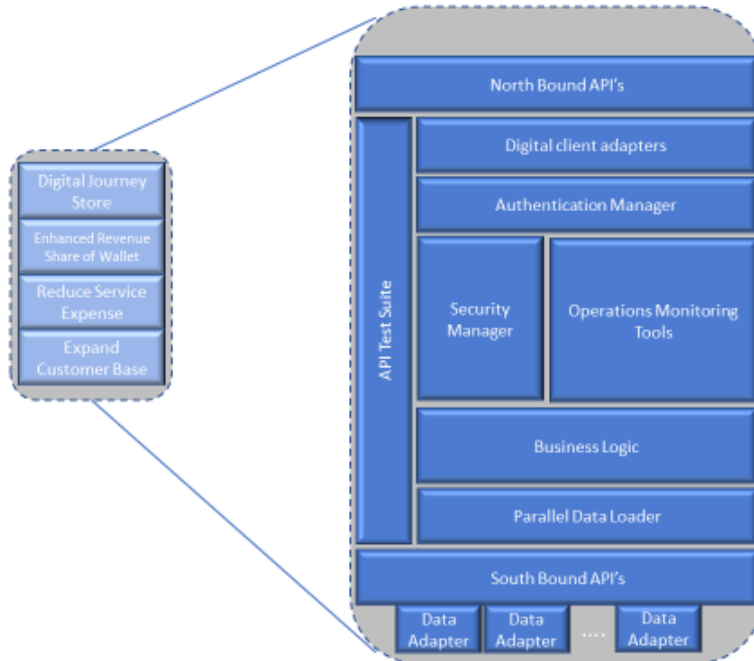 Digital Journey
Store
Enhanced Revenue
Share of Wallet
Reduce Service
Expense
Expand
Customer Base
North Bound API's
API Test Suite
Digital client adapters
Authentication Manager
Security
Manager
Operations Monitoring
Tools
Business Logic
Parallel Data Loader
South Bound API's
Data
Adapter
Data
Adapter
....
Data
Adapter